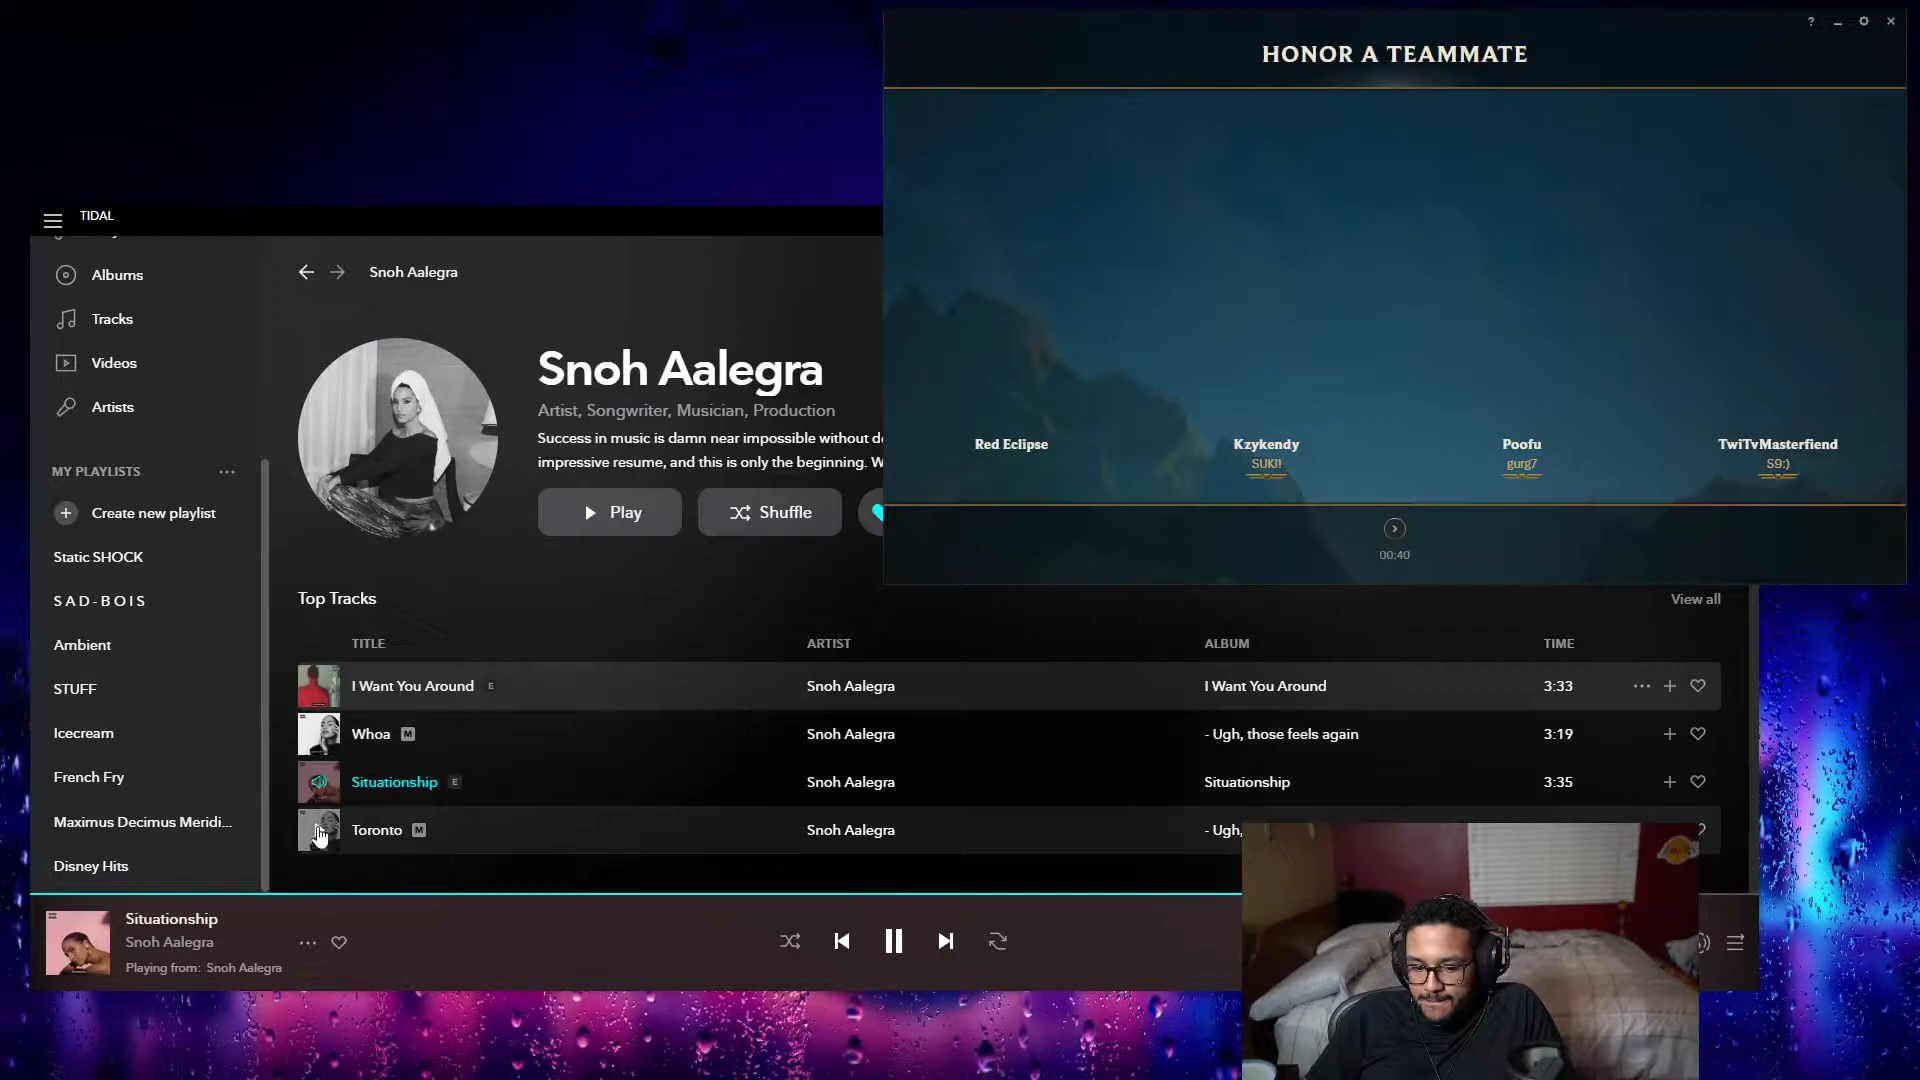 HONOR A TEAMMATE
Red Eclipse
Kzykendy
SUKI!
Poofu
gurg7
TwiTvMasterfiend
S9:)
00:40
TIDAL
Albums
Tracks
Videos
Artists
MY PLAYLISTS
Create new playlist
Static SHOCK
S A D - B O I S
Ambient
STUFF
Icecream
French Fry
Maximus Decimus Meridi...
Disney Hits
Snoh Aalegra
Snoh Aalegra
Artist, Songwriter, Musician, Production
Success in music is damn near impossible without
impressive resume, and this is only the beginning.
Play
Shuffle
Top Tracks
View all
TITLE ARTIST ALBUM TIME
I Want You Around E Snoh Aalegra I Want You Around 3:33
Whoa M Snoh Aalegra - Ugh, those feels again 3:19
Situationship E Snoh Aalegra Situationship 3:35
Toronto M Snoh Aalegra - Ugh,
Situationship
Snoh Aalegra
Playing from: Snoh Aalegra